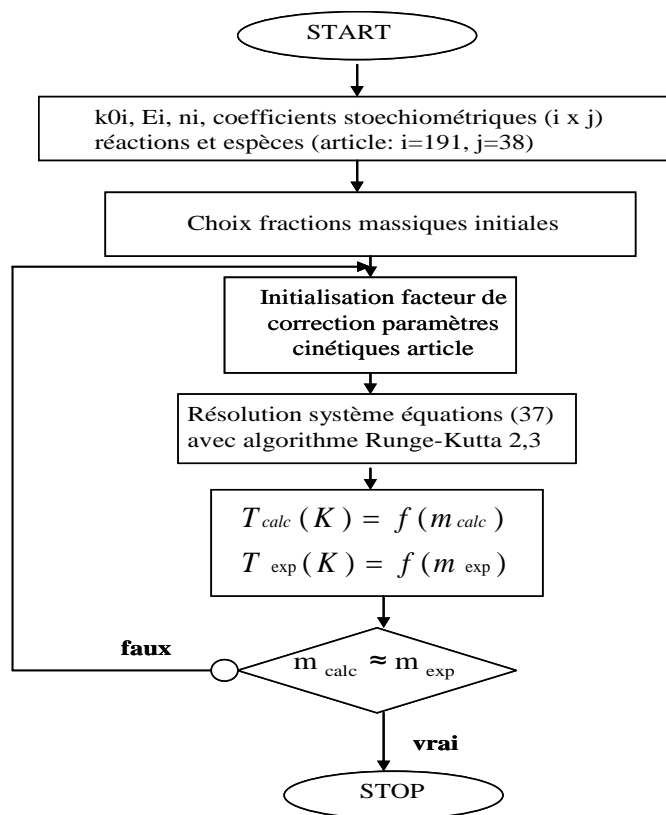 START
k0i, Ei, ni, coefficients stoechiométriques (i x j)
réactions et espèces (article: i=191, j=38)
Choix fractions massiques initiales
Initialisation facteur de
correction paramètres
cinétiques article
Résolution système équations (37)
avec algorithme Runge-Kutta 2,3
T calc (K) = f (m calc)
T exp (K) = f (m exp)
faux
m calc ≈ m exp
vrai
STOP